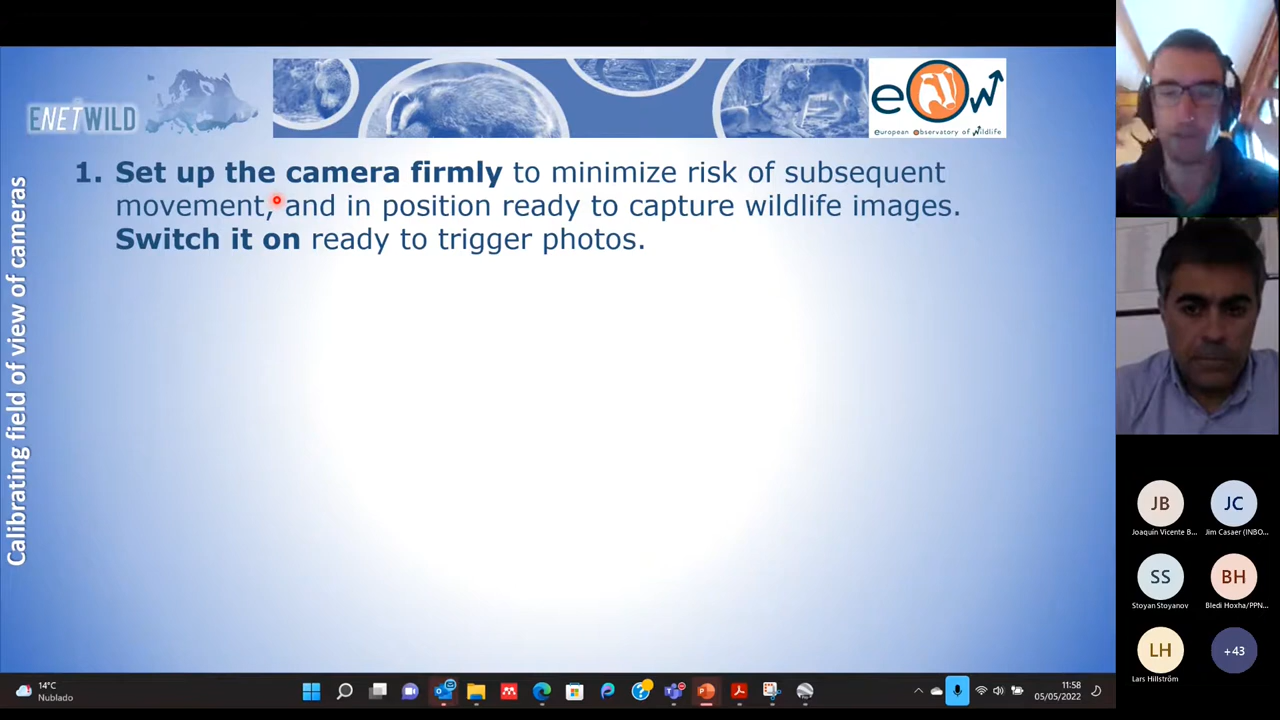 ENETWILD
eow
european observatory of wildlife
1. Set up the camera firmly to minimize risk of subsequent
movement, and in position ready to capture wildlife images.
Switch it on ready to trigger photos.
Calibrating field of view of cameras
JB
JC
Joaquín Vicente B...
Jim Casaer (INBO...
SS
BH
Stoyan Stoyanov
Bledi Hoxha/PPN...
LH
+43
Lars Hillström
14°C
Nublado
11:58
05/05/2022